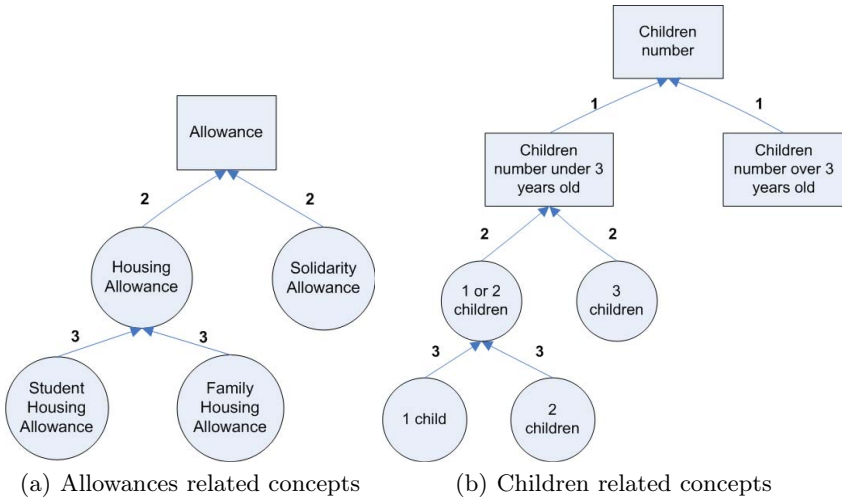 Allowance
2
2
Housing
Allowance
Solidarity
Allowance
3
3
Student
Housing
Allowance
Family
Housing
Allowance
(a) Allowances related concepts
Children
number
1
1
Children
number under 3
years old
Children
number over 3
years old
2
2
1 or 2
children
3
children
3
3
1 child
2
children
(b) Children related concepts